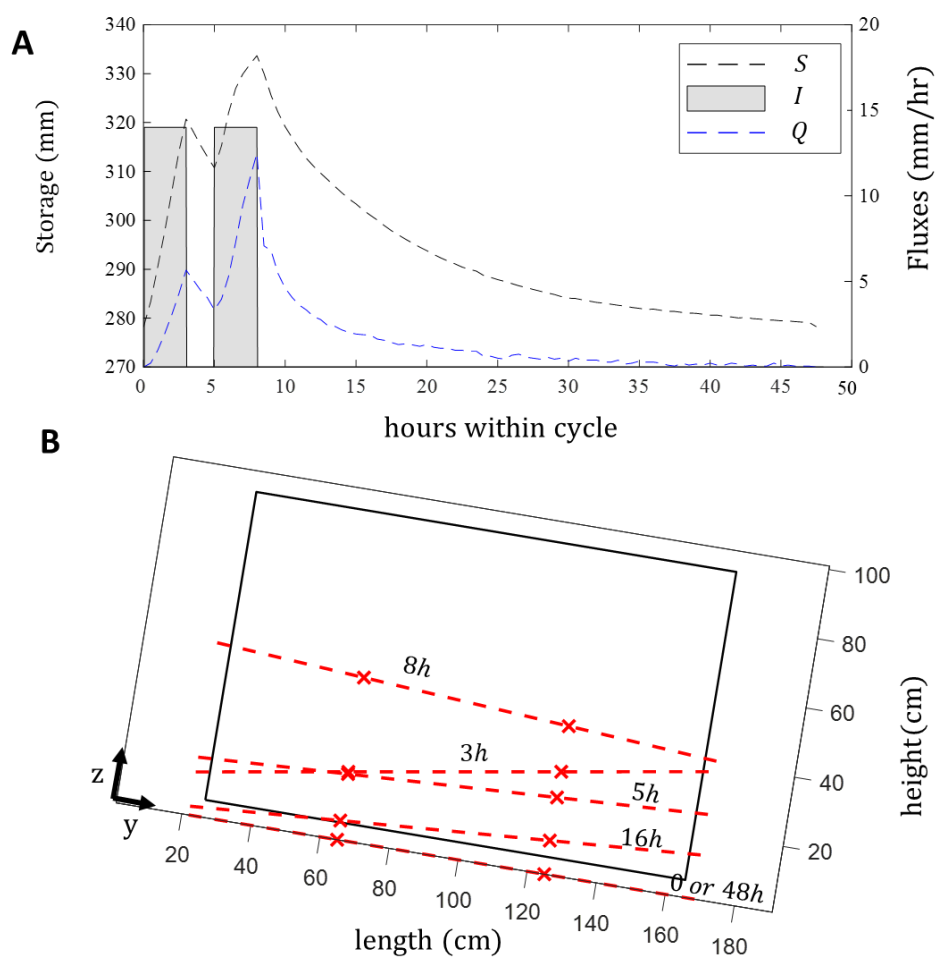 A
340
330
320
310
300
290
280
270
Storage (mm)
0
5
10
15
20
25
30
35
40
45
50
hours within cycle
20
15
10
5
0
Fluxes (mm/hr)
S
I
Q
B
8h
3h
5h
16h
0 or 48h
z
y
20
40
60
80
100
120
140
160
180
length (cm)
100
80
60
40
20
height(cm)